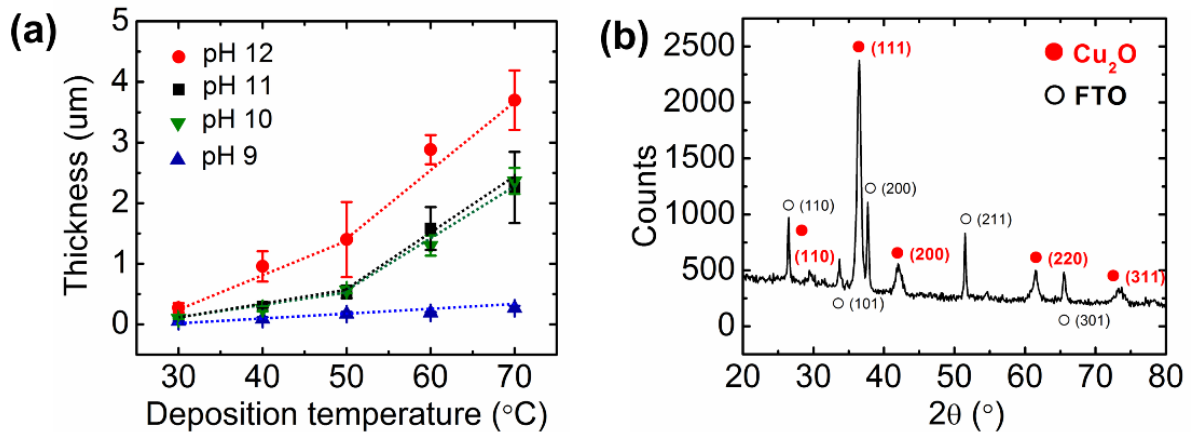 (a)
5
4
3
2
1
0
Thickness (um)
pH 12
pH 11
pH 10
pH 9
30 40 50 60 70
Deposition temperature (°C)
(b)
2500
2000
1500
1000
500
0
Counts
Cu₂O
FTO
(111)
(200)
(110)
(110)
(101)
(200)
(211)
(220)
(301)
(311)
20 30 40 50 60 70 80
2θ (°)